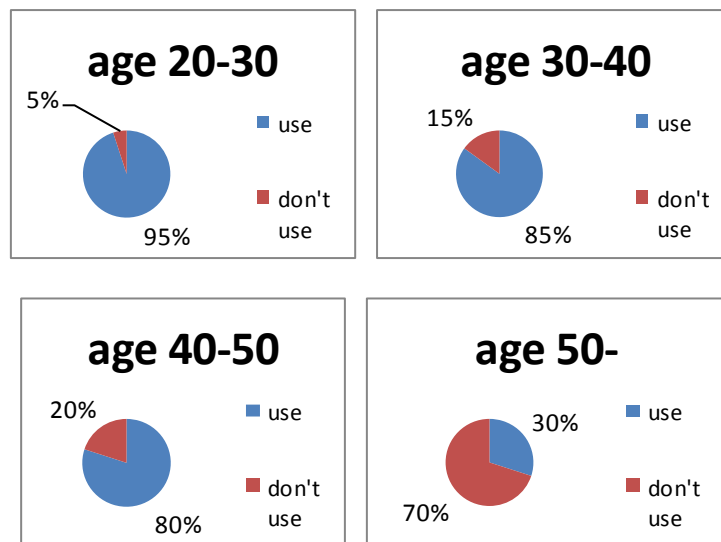 age 20-30
5%
use
don't
use
95%
age 30-40
15%
use
don't
use
85%
age 40-50
20%
use
don't
use
80%
age 50-
30%
use
don't
use
70%